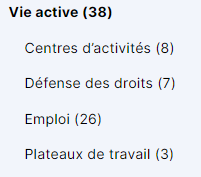 Vie active (38)
Centres d’activités (8)
Défense des droits (7)
Emploi (26)
Plateaux de travail (3)